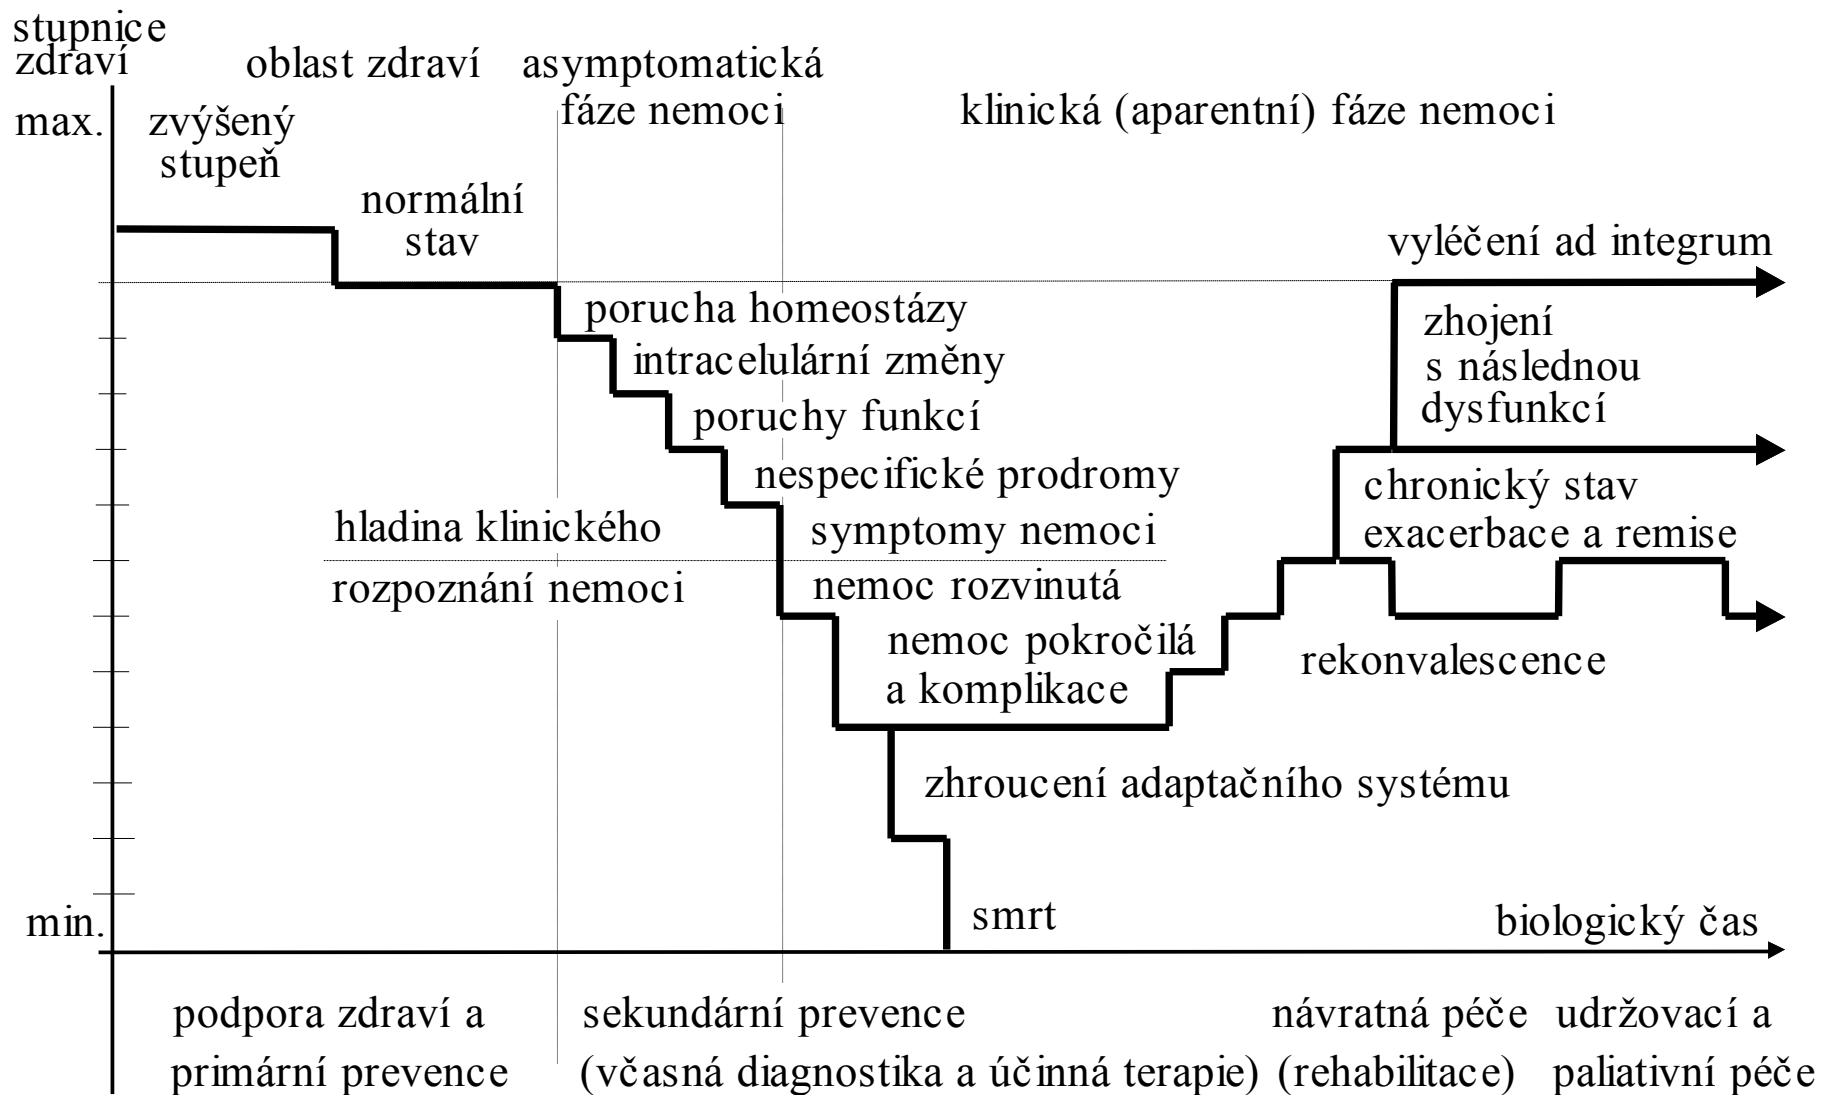 stupnice
zdraví
oblast zdraví
asymptomatická
fáze nemoci
klinická (aparentní) fáze nemoci
max.
zvýšený
stupeň
normální
stav
vyléčení ad integrum
porucha homeostázy
zhojení
s následnou
dysfunkcí
intracelulární změny
poruchy funkcí
nespecifické prodromy
chronický stav
exacerbace a remise
hladina klinického
rozpoznání nemoci
symptomy nemoci
nemoc rozvinutá
nemoc pokročilá
a komplikace
rekonvalescence
zhroucení adaptačního systému
min.
smrt
biologický čas
podpora zdraví a
primární prevence
sekundární prevence
(včasná diagnostika a účinná terapie)
návratná péče
(rehabilitace)
udržovací a
paliativní péče